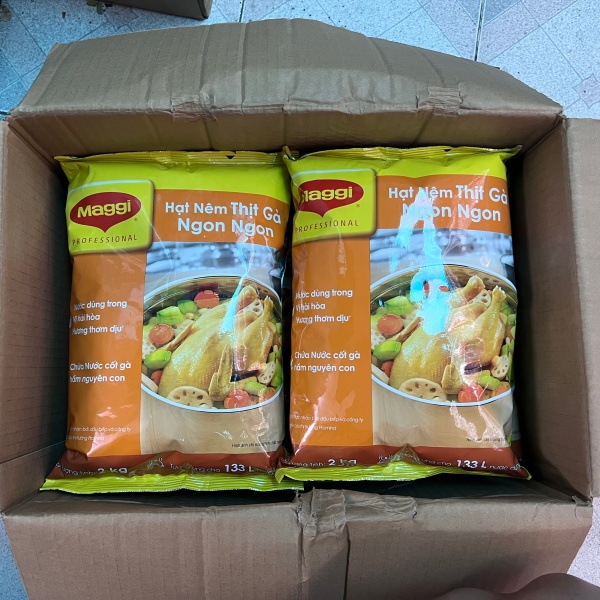 Maggi
PROFESSIONAL
Hạt Nêm Thịt Gà
Ngon Ngon
Nước dùng trong
Vị hài hòa
Hương thơm dịu
Chứa Nước cốt gà
hầm nguyên con
2 kg
133 L
Maggi
PROFESSIONAL
Hạt Nêm Thịt Gà
Ngon Ngon
Nước dùng trong
Vị hài hòa
Hương thơm dịu
Chứa Nước cốt gà
hầm nguyên con
2 kg
133 L nước